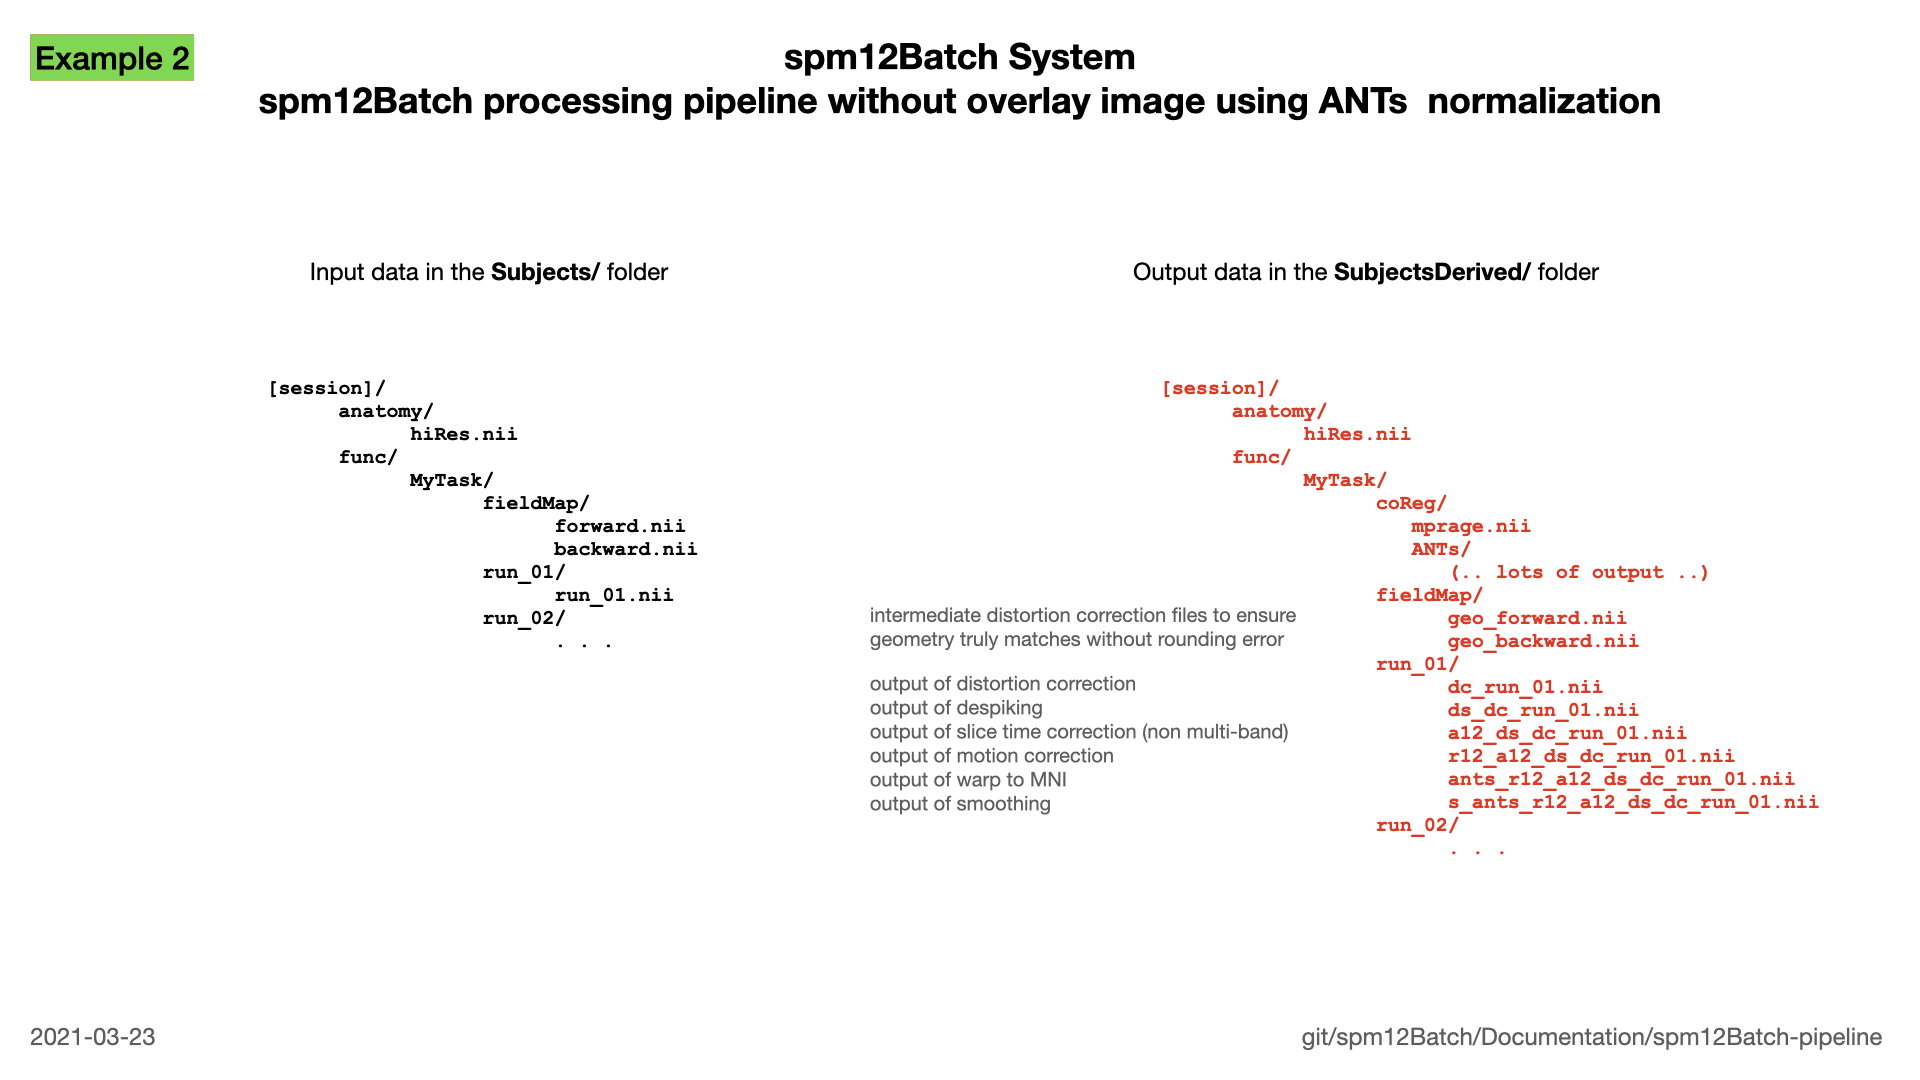 Example 2
spm12Batch System
spm12Batch processing pipeline without overlay image using ANTs  normalization
Input data in the Subjects/ folder
[session]/
anatomy/
hiRes.nii
func/
MyTask/
fieldMap/
forward.nii
backward.nii
run_01/
run_01.nii
run_02/
. . .
intermediate distortion correction files to ensure
geometry truly matches without rounding error
output of distortion correction
output of despiking
output of slice time correction (non multi-band)
output of motion correction
output of warp to MNI
output of smoothing
Output data in the SubjectsDerived/ folder
[session]/
anatomy/
hiRes.nii
func/
MyTask/
coReg/
mprage.nii
ANTs/
(.. lots of output ..)
fieldMap/
geo_forward.nii
geo_backward.nii
run_01/
dc_run_01.nii
ds_dc_run_01.nii
a12_ds_dc_run_01.nii
r12_a12_ds_dc_run_01.nii
ants_r12_a12_ds_dc_run_01.nii
s_ants_r12_a12_ds_dc_run_01.nii
run_02/
. . .
2021-03-23
git/spm12Batch/Documentation/spm12Batch-pipeline